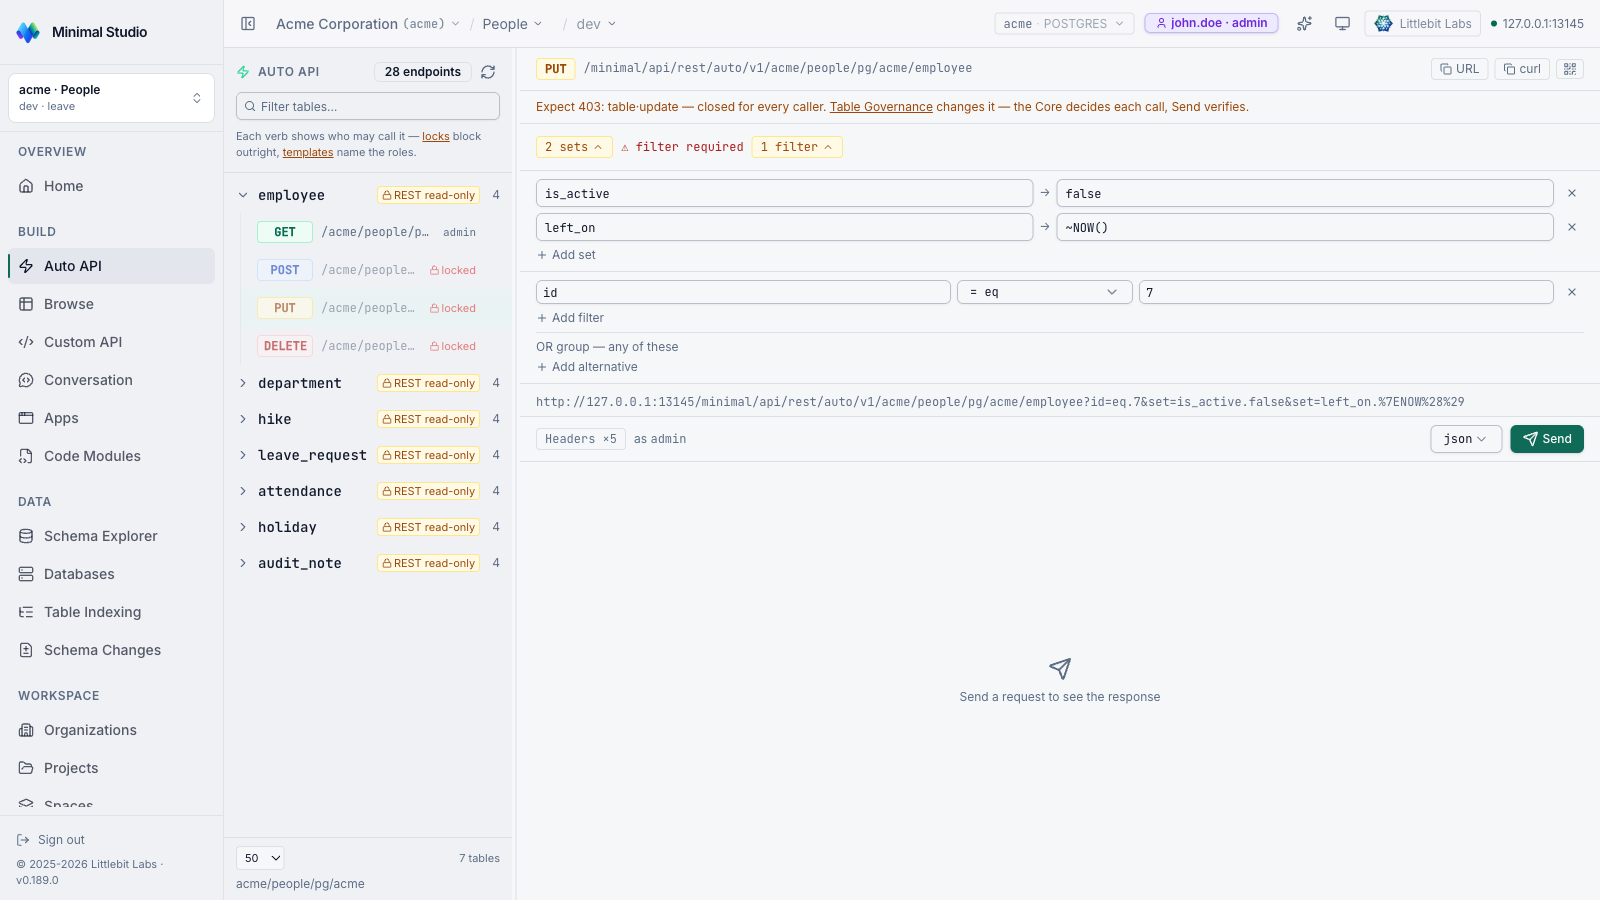 Minimal Studio
acme · People
dev · leave
OVERVIEW
Home
BUILD
Auto API
Browse
Custom API
Conversation
Apps
Code Modules
DATA
Schema Explorer
Databases
Table Indexing
Schema Changes
WORKSPACE
Organizations
Projects
Spaces
Sign out
© 2025-2026 Littlebit Labs ·
v0.189.0
Acme Corporation (acme) / People / dev
acme · POSTGRES
john.doe · admin
Littlebit Labs
127.0.0.1:13145
AUTO API
28 endpoints
Filter tables...
Each verb shows who may call it — locks block
outright, templates name the roles.
employee REST read-only 4
GET /acme/people/p… admin
POST /acme/people… locked
PUT /acme/people… locked
DELETE /acme/people… locked
department REST read-only 4
hike REST read-only 4
leave_request REST read-only 4
attendance REST read-only 4
holiday REST read-only 4
audit_note REST read-only 4
50
7 tables
acme/people/pg/acme
PUT /minimal/api/rest/auto/v1/acme/people/pg/acme/employee
URL
curl
Expect 403: table·update — closed for every caller. Table Governance changes it — the Core decides each call, Send verifies.
2 sets ⚠ filter required 1 filter
is_active → false ×
left_on → ~NOW() ×
+ Add set
id = eq 7 ×
+ Add filter
OR group — any of these
+ Add alternative
http://127.0.0.1:13145/minimal/api/rest/auto/v1/acme/people/pg/acme/employee?id=eq.7&set=is_active.false&set=left_on.%7ENOW%28%29
Headers ×5 as admin
json
Send
Send a request to see the response